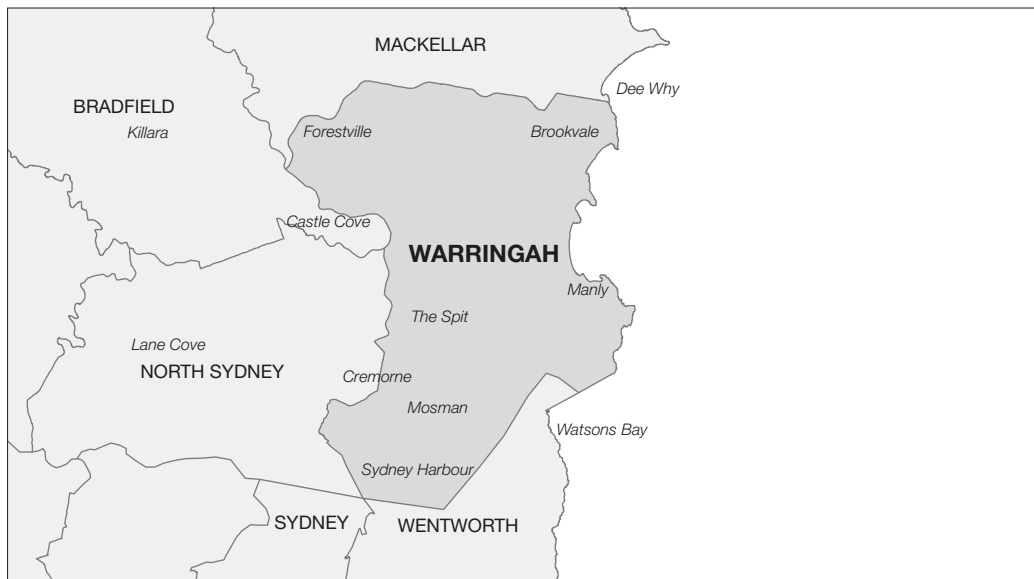 MACKELLAR
Dee Why
BRADFIELD
Killara
Forestville
Brookvale
Castle Cove
WARRINGAH
Manly
The Spit
Lane Cove
NORTH SYDNEY
Cremorne
Mosman
Watsons Bay
Sydney Harbour
SYDNEY
WENTWORTH